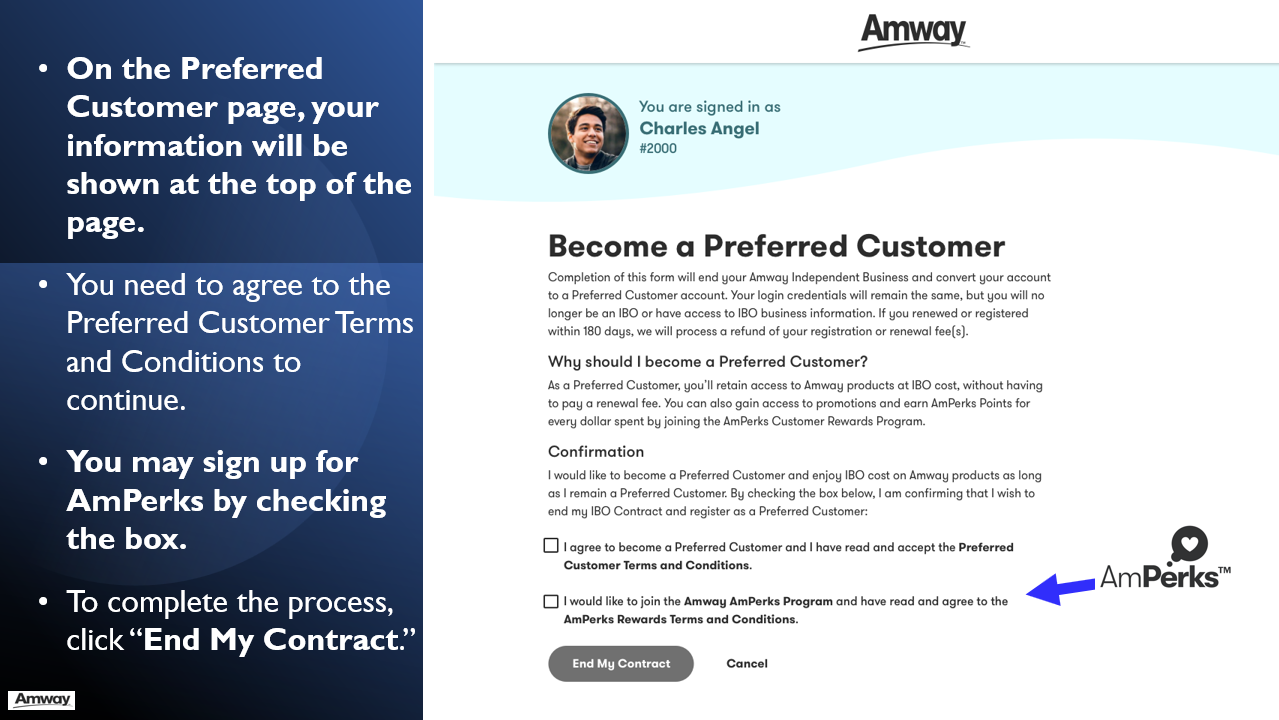 • On the Preferred
Customer page, your
information will be
shown at the top of the
page.
• You need to agree to the
Preferred Customer Terms
and Conditions to
continue.
• You may sign up for
AmPerks by checking
the box.
• To complete the process,
click “End My Contract.”
Amway
Amway™
You are signed in as
Charles Angel
#2000
Become a Preferred Customer
Completion of this form will end your Amway Independent Business and convert your account
to a Preferred Customer account. Your login credentials will remain the same, but you will no
longer be an IBO or have access to IBO business information. If you renewed or registered
within 180 days, we will process a refund of your registration or renewal fee(s).
Why should I become a Preferred Customer?
As a Preferred Customer, you’ll retain access to Amway products at IBO cost, without having
to pay a renewal fee. You can also gain access to promotions and earn AmPerks Points for
every dollar spent by joining the AmPerks Customer Rewards Program.
Confirmation
I would like to become a Preferred Customer and enjoy IBO cost on Amway products as long
as I remain a Preferred Customer. By checking the box below, I am confirming that I wish to
end my IBO Contract and register as a Preferred Customer:
I agree to become a Preferred Customer and I have read and accept the Preferred
Customer Terms and Conditions.
I would like to join the Amway AmPerks Program and have read and agree to the
AmPerks Rewards Terms and Conditions.
AmPerks™
End My Contract Cancel